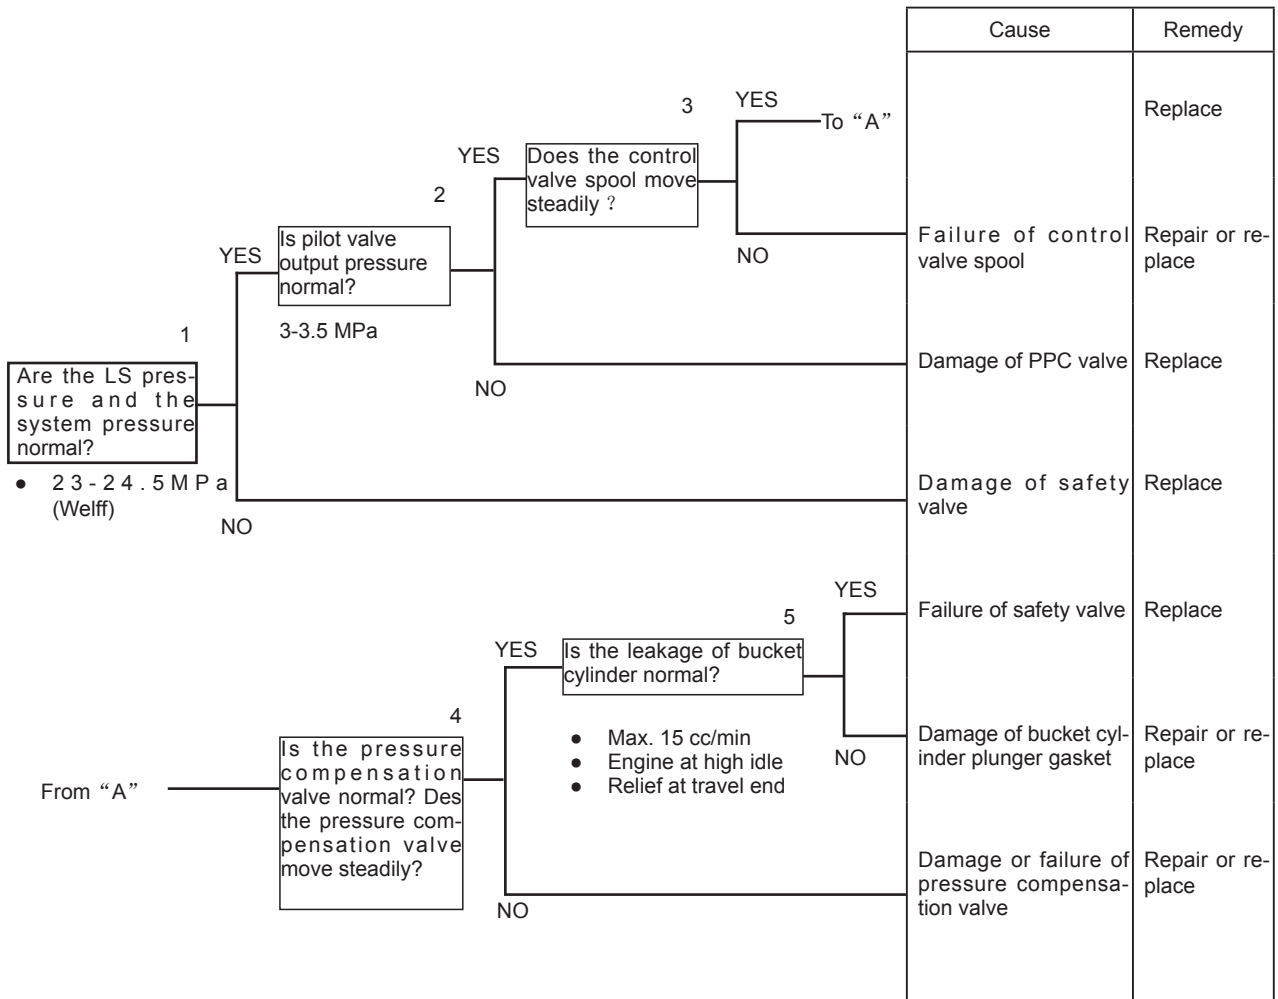 Cause
Remedy
3
YES
To “A”
Replace
YES
Does the control
valve spool move
steadily ?
2
NO
Failure of control
valve spool
Repair or re-
place
YES
Is pilot valve
output pressure
normal?
3-3.5 MPa
1
NO
Damage of PPC valve
Replace
Are the LS pres-
sure and the
system pressure
normal?
● 23-24.5MPa
(Welff)
NO
Damage of safety
valve
Replace
YES
Failure of safety valve
Replace
5
YES
Is the leakage of bucket
cylinder normal?
● Max. 15 cc/min
● Engine at high idle
● Relief at travel end
NO
Damage of bucket cyl-
inder plunger gasket
Repair or re-
place
4
From “A”
Is the pressure
compensation
valve normal? Des
the pressure com-
pensation valve
move steadily?
NO
Damage or failure of
pressure compensa-
tion valve
Repair or re-
place